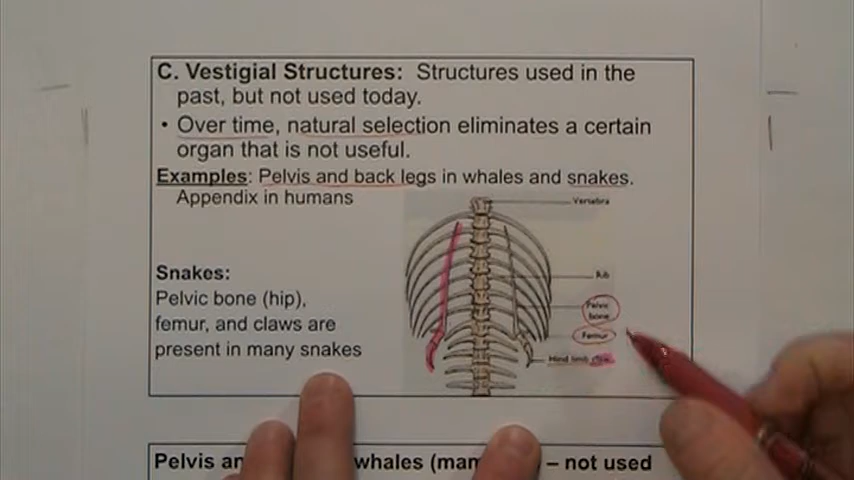 C. Vestigial Structures: Structures used in the
past, but not used today.
• Over time, natural selection eliminates a certain
organ that is not useful.
Examples: Pelvis and back legs in whales and snakes.
Appendix in humans
Vertebra
Rib
Snakes:
Pelvic bone (hip),
femur, and claws are
present in many snakes
Pelvic
bone
Femur
Hind limb claw
Pelvis an whales (mam – not used